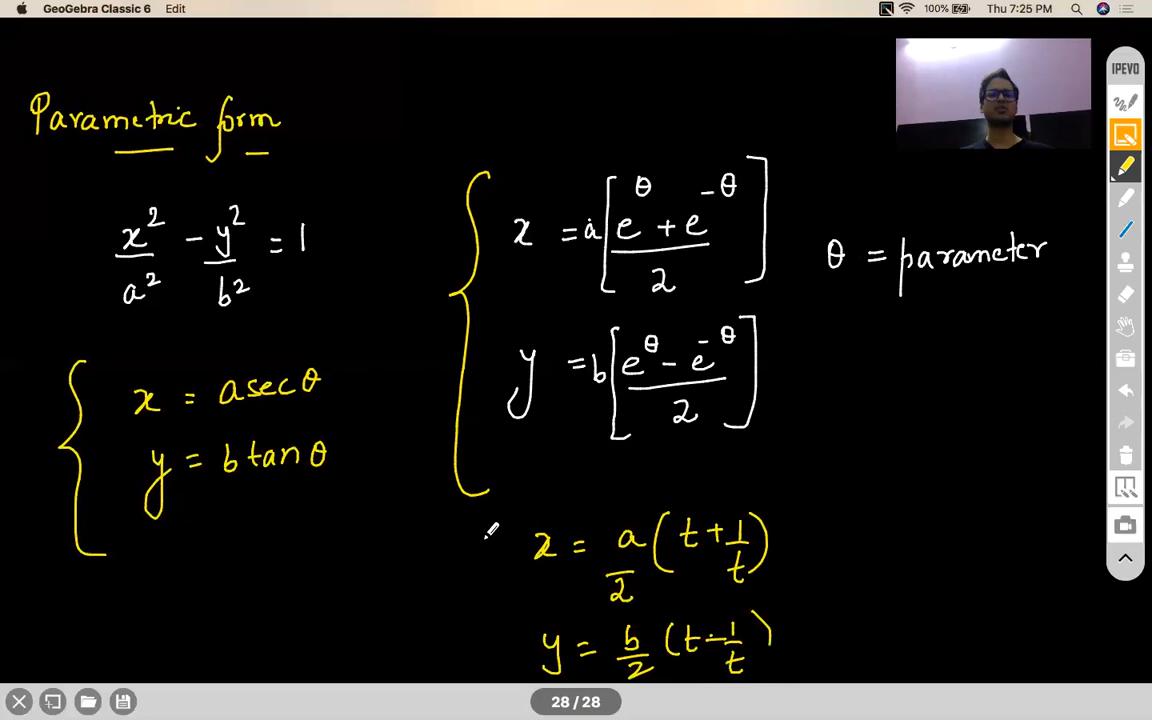 GeoGebra Classic 6 Edit 100% Thu 7:25 PM
IPEVO
Parametric form
x²/a² - y²/b² = 1
x = a sec θ
y = b tan θ
x = a[(e^θ + e^-θ)/2]
θ = parameter
y = b[(e^θ - e^-θ)/2]
x = a/2 (t + 1/t)
y = b/2 (t - 1/t)
28 / 28